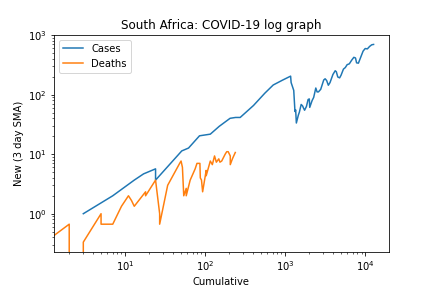 South Africa: COVID-19 log graph
Cases
Deaths
New (3 day SMA)
10³
10²
10¹
10⁰
10¹ 10² 10³ 10⁴
Cumulative